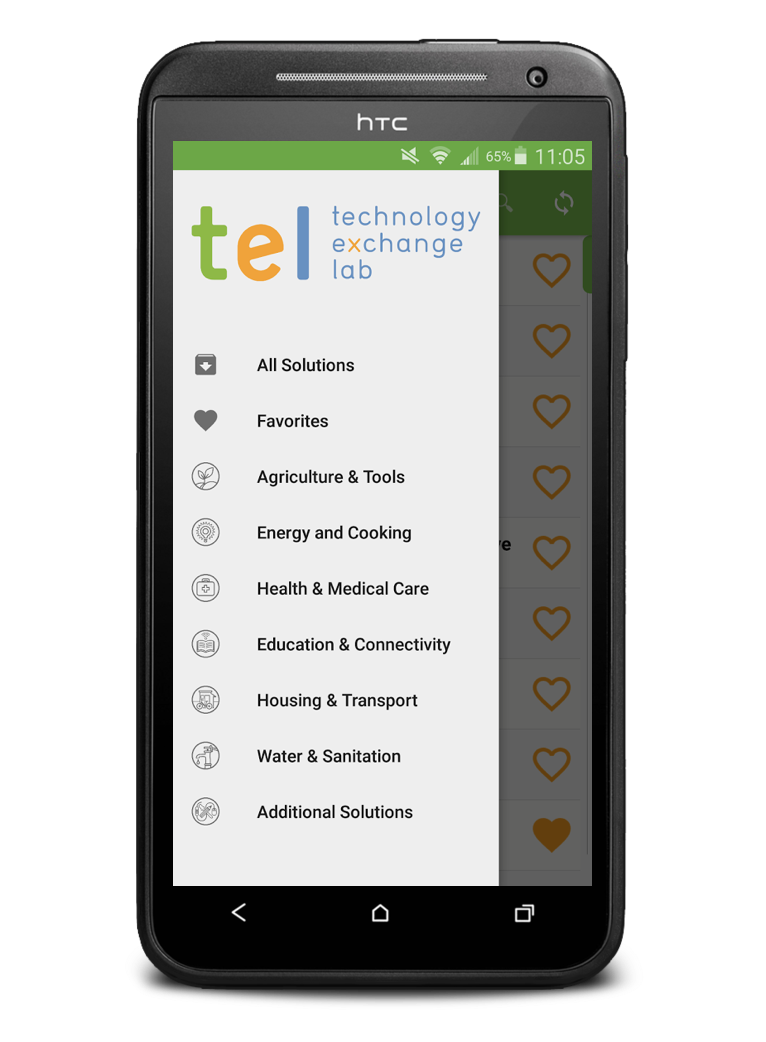 hTC
65% 11:05
tel technology
exchange
lab
All Solutions
Favorites
Agriculture & Tools
Energy and Cooking
ve
Health & Medical Care
Education & Connectivity
Housing & Transport
Water & Sanitation
Additional Solutions